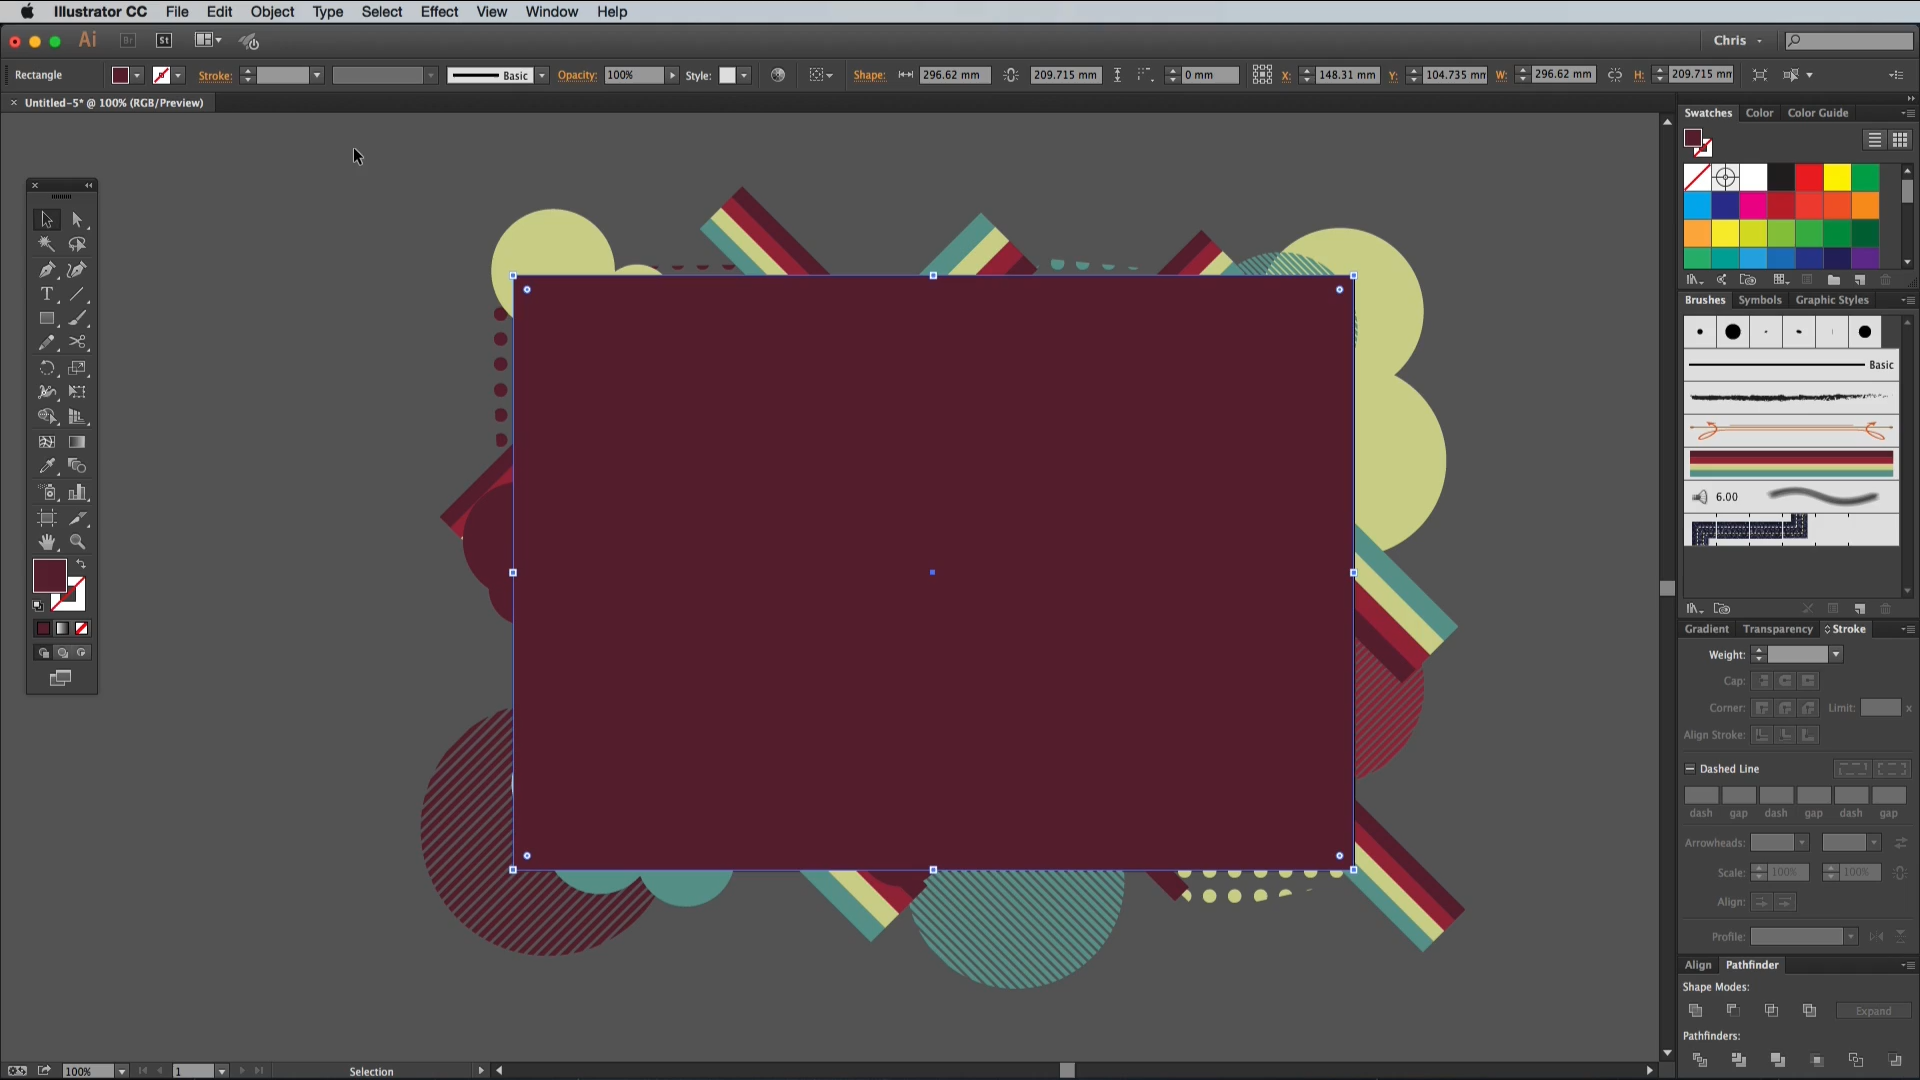 Illustrator CC File Edit Object Type Select Effect View Window Help
Ai Br St Chris
Rectangle Stroke: Basic Opacity: 100% Style: Shape: 296.62 mm 209.715 mm 0 mm X: 148.31 mm Y: 104.735 mm W: 296.62 mm H: 209.715 mm
Untitled-5* @ 100% (RGB/Preview)
Swatches Color Color Guide
Brushes Symbols Graphic Styles
Basic
6.00
Gradient Transparency Stroke
Weight:
Cap:
Corner: Limit: x
Align Stroke:
Dashed Line
dash gap dash gap dash gap
Arrowheads:
Scale: 100% 100%
Align:
Profile:
Align Pathfinder
Shape Modes:
Expand
Pathfinders:
100% 1 Selection